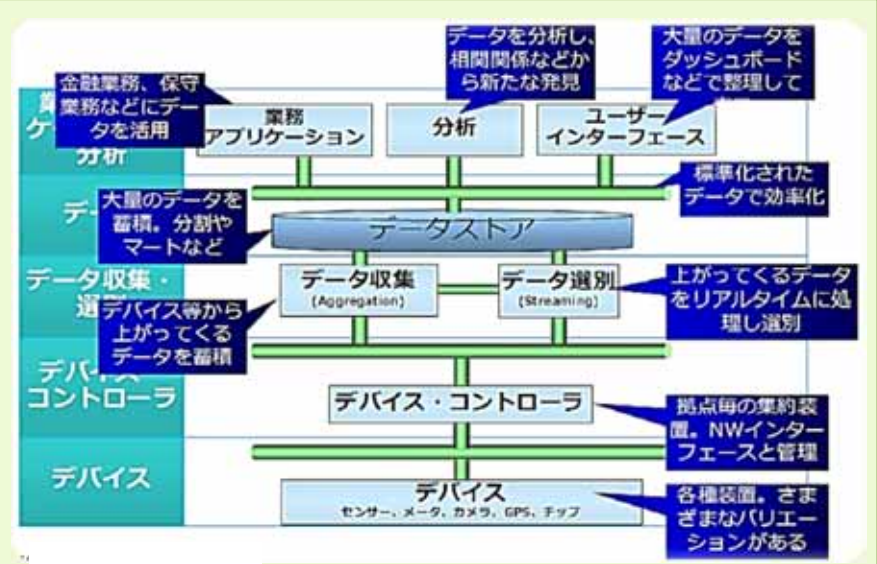 データを分析し、
相関関係などか
ら新たな発見
大量のデータを
ダッシュボード
などで整理して
金融業務、保守
業務などにデー
タを活用
業務
アプリケーション
分析
ユーザー
インターフェース
ケ
分析
標準化された
データで効率化
大量のデータを
蓄積。分割や
マートなど
デー
データストア
データ収集・
選
データ収集
(Aggregation)
データ選別
(Streaming)
上がってくるデータ
をリアルタイムに処
理し選別
デバイス等から
上がってくる
データを蓄積
デバイス・
コントローラ
デバイス・コントローラ
拠点毎の集約装
置。NWインター
フェースと管理
デバイス
デバイス
センサー、メータ、カメラ、GPS、チップ
各種装置。さま
ざまなバリエー
ションがある